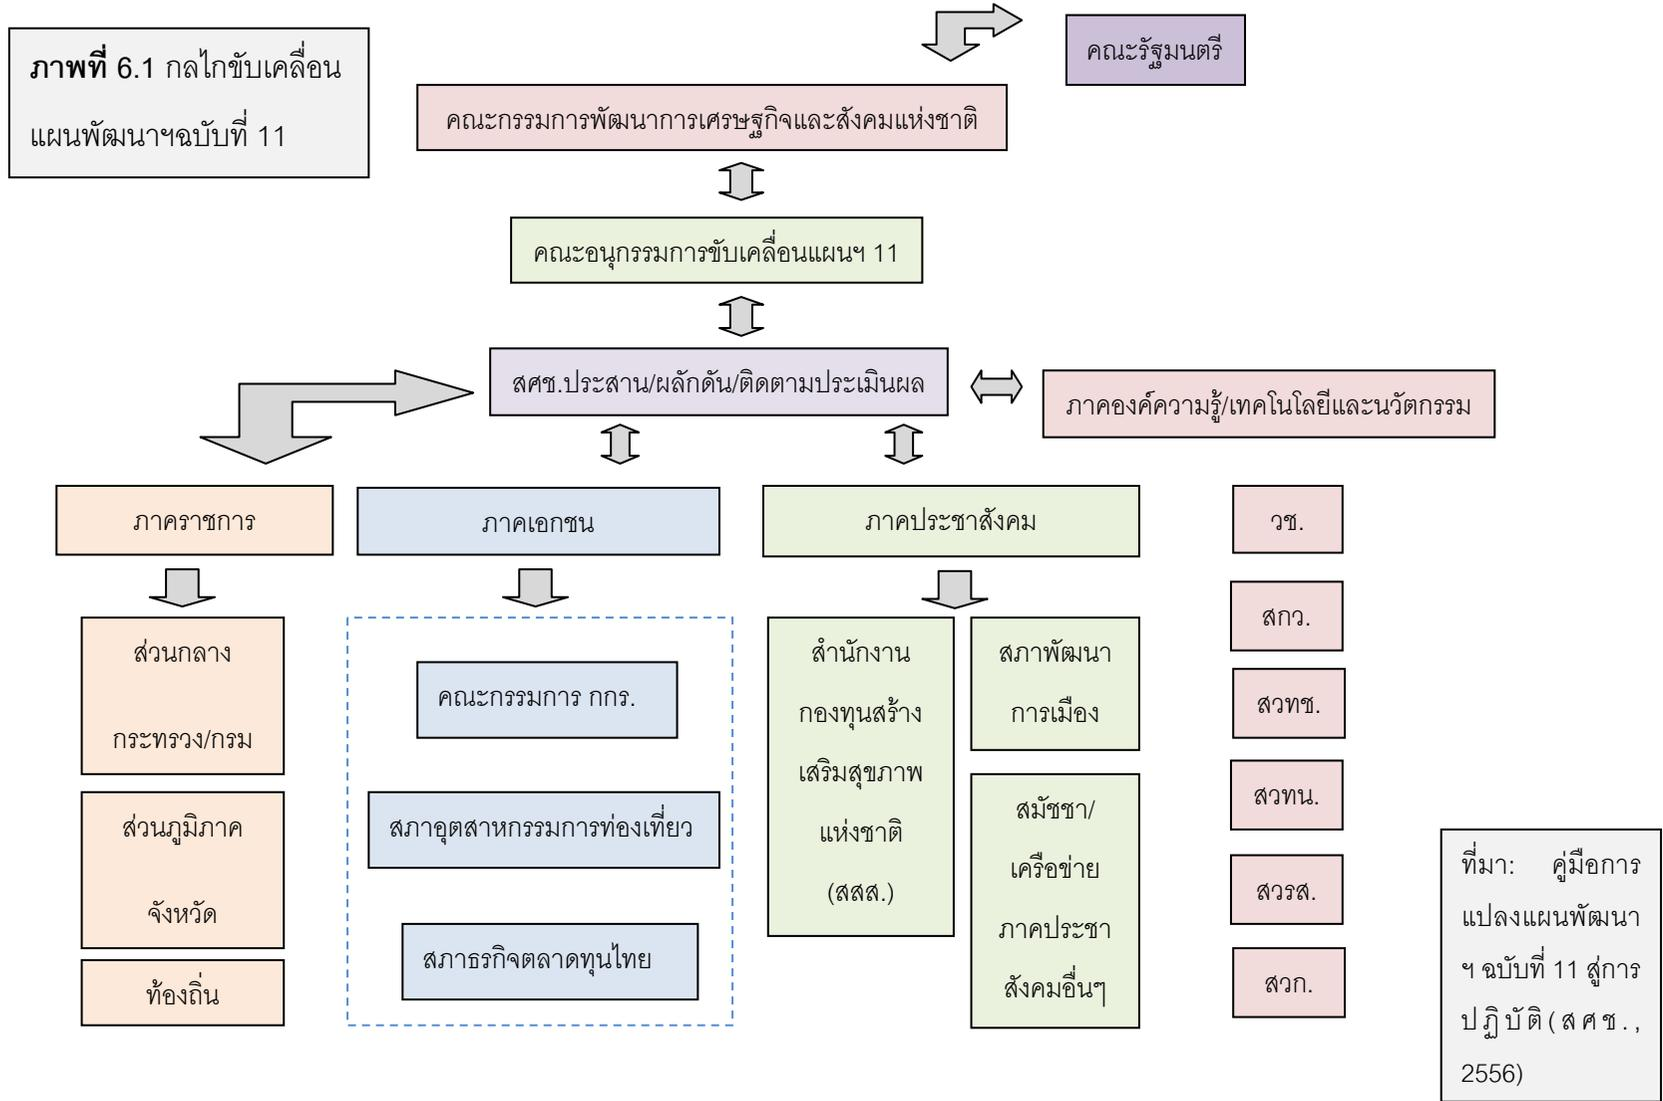 ภาพที่ 6.1 กลไกขับเคลื่อน
แผนพัฒนาฯฉบับที่ 11
คณะรัฐมนตรี
คณะกรรมการพัฒนาการเศรษฐกิจและสังคมแห่งชาติ
คณะอนุกรรมการขับเคลื่อนแผนฯ 11
สศช.ประสาน/ผลักดัน/ติดตามประเมินผล
ภาคองค์ความรู้/เทคโนโลยีและนวัตกรรม
ภาคราชการ
ส่วนกลาง
กระทรวง/กรม
ส่วนภูมิภาค
จังหวัด
ท้องถิ่น
ภาคเอกชน
คณะกรรมการ กกร.
สภาอุตสาหกรรมการท่องเที่ยว
สภาธรกิจตลาดทุนไทย
ภาคประชาสังคม
สำนักงาน
กองทุนสร้าง
เสริมสุขภาพ
แห่งชาติ
(สสส.)
สภาพัฒนา
การเมือง
สมัชชา/
เครือข่าย
ภาคประชา
สังคมอื่นๆ
วช.
สกว.
สวทช.
สวทน.
สวรส.
สวก.
ที่มา: คู่มือการ
แปลงแผนพัฒนา
ฯ ฉบับที่ 11 สู่การ
ปฏิบัติ(สศช.,
2556)